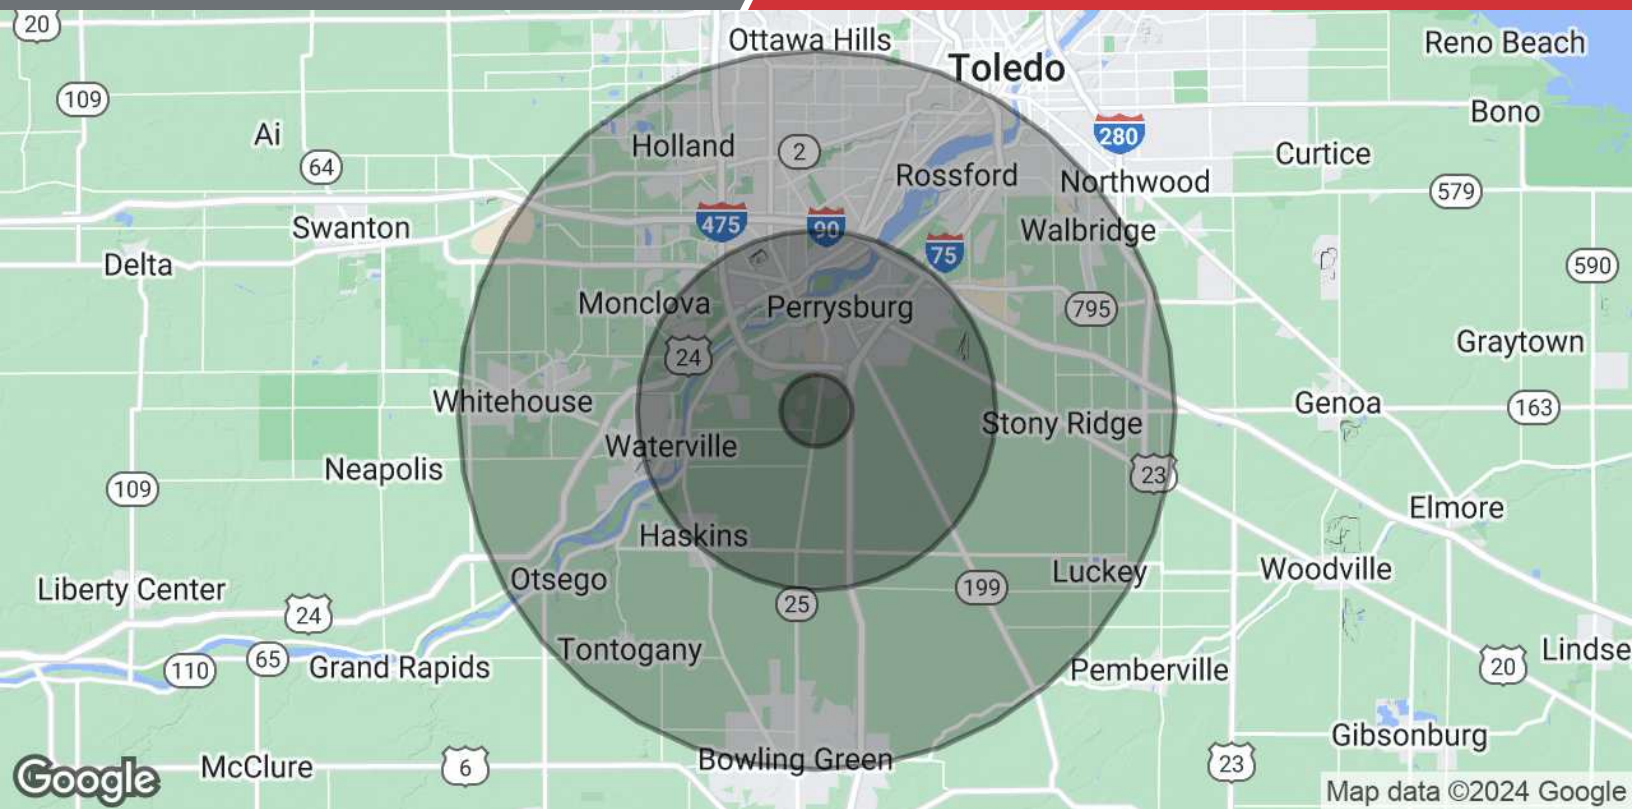 20
Ottawa Hills
Toledo
Reno Beach
109
Bono
Ai
280
Holland
2
Curtice
64
Rossford
Northwood
579
475
90
Swanton
Walbridge
75
Delta
590
Monclova
Perrysburg
795
24
Graytown
Whitehouse
Genoa
163
Stony Ridge
Waterville
Neapolis
23
109
Elmore
Haskins
Otsego
Luckey
Woodville
Liberty Center
199
25
24
Tontogany
Lindse
110
65
Grand Rapids
Pemberville
20
Gibsonburg
Bowling Green
McClure
6
23
Google
Map data ©2024 Google